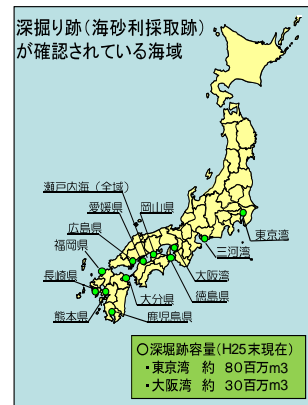 深掘り跡（海砂利採取跡）
が確認されている海域
瀬戸内海（全域）
愛媛県
岡山県
広島県
福岡県
長崎県
熊本県
鹿児島県
大分県
徳島県
大阪湾
三河湾
東京湾
○深掘跡容量（H25末現在）
・東京湾 約 ８０百万m3
・大阪湾 約 ３０百万m3